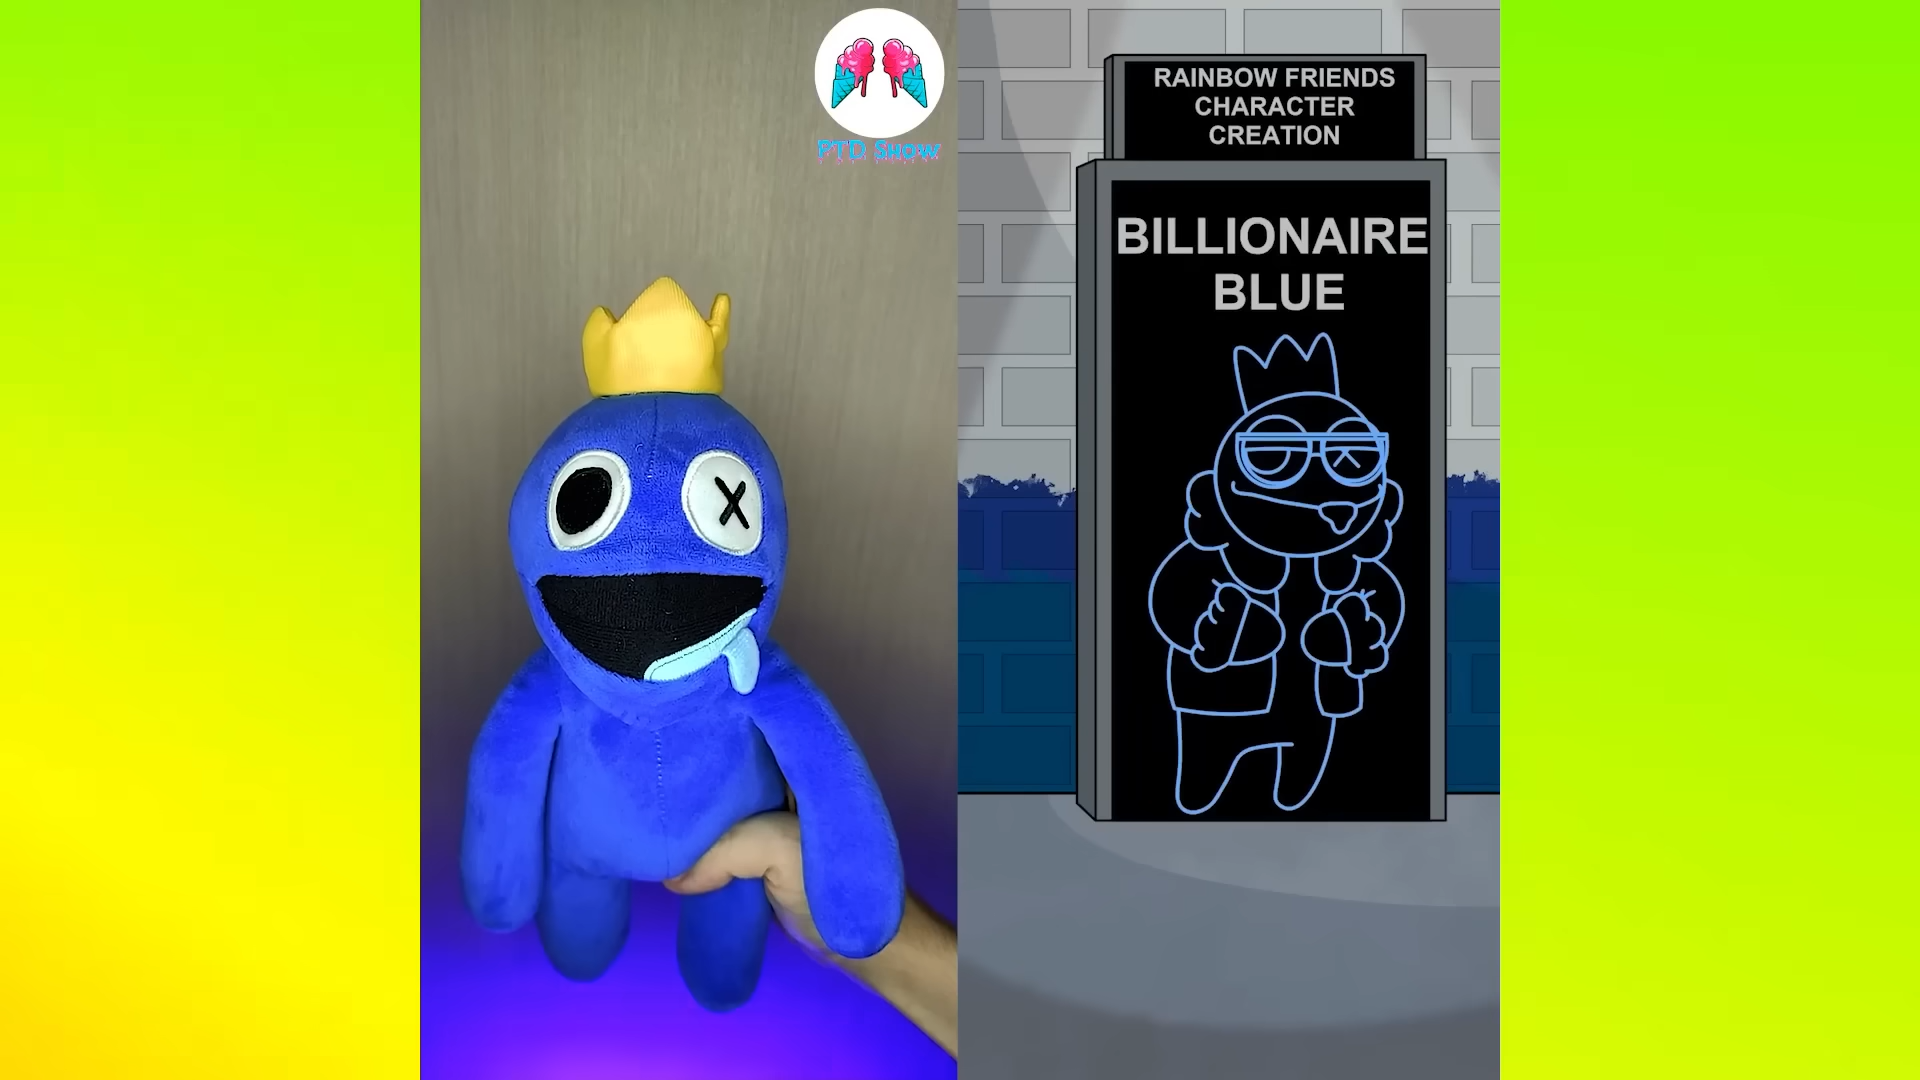 PTD Show
RAINBOW FRIENDS
CHARACTER
CREATION
BILLIONAIRE
BLUE